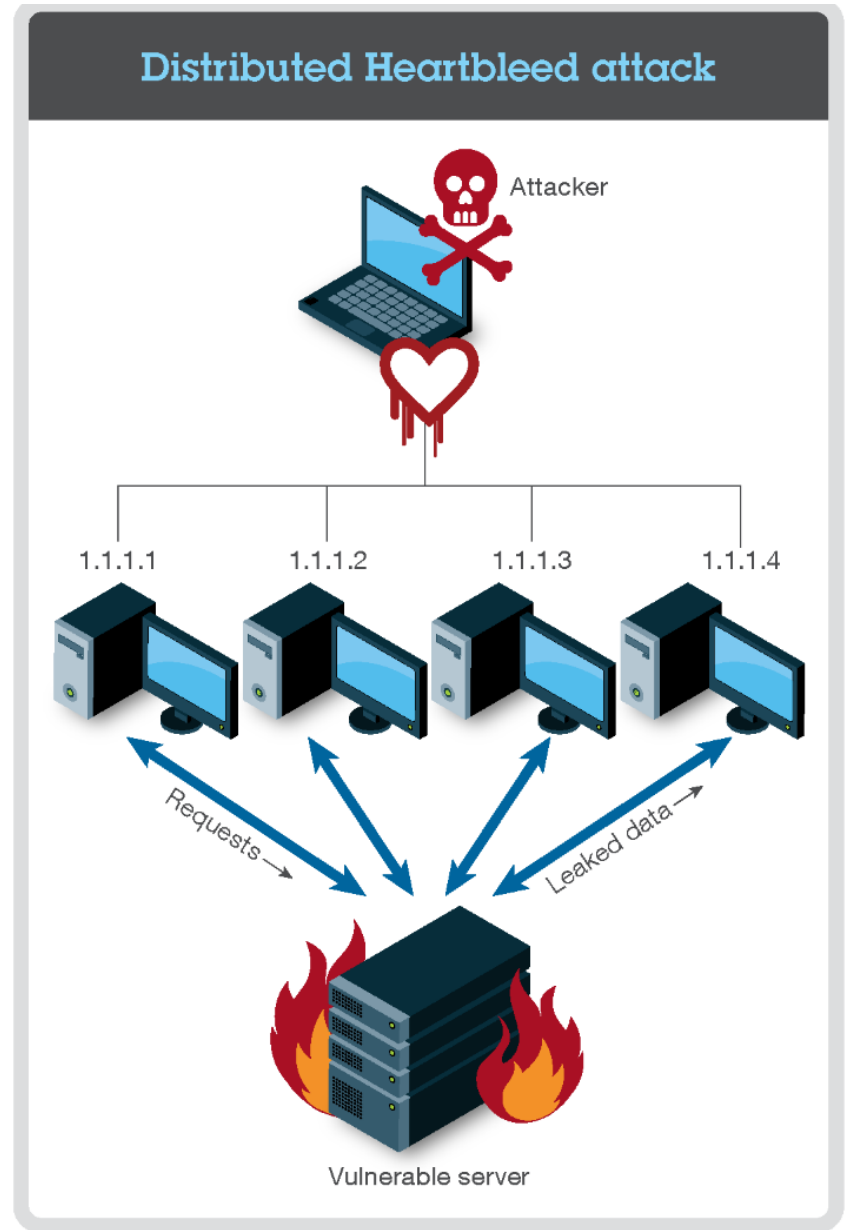 Distributed Heartbleed attack
Attacker
1.1.1.1
1.1.1.2
1.1.1.3
1.1.1.4
Requests
Leaked data
Vulnerable server